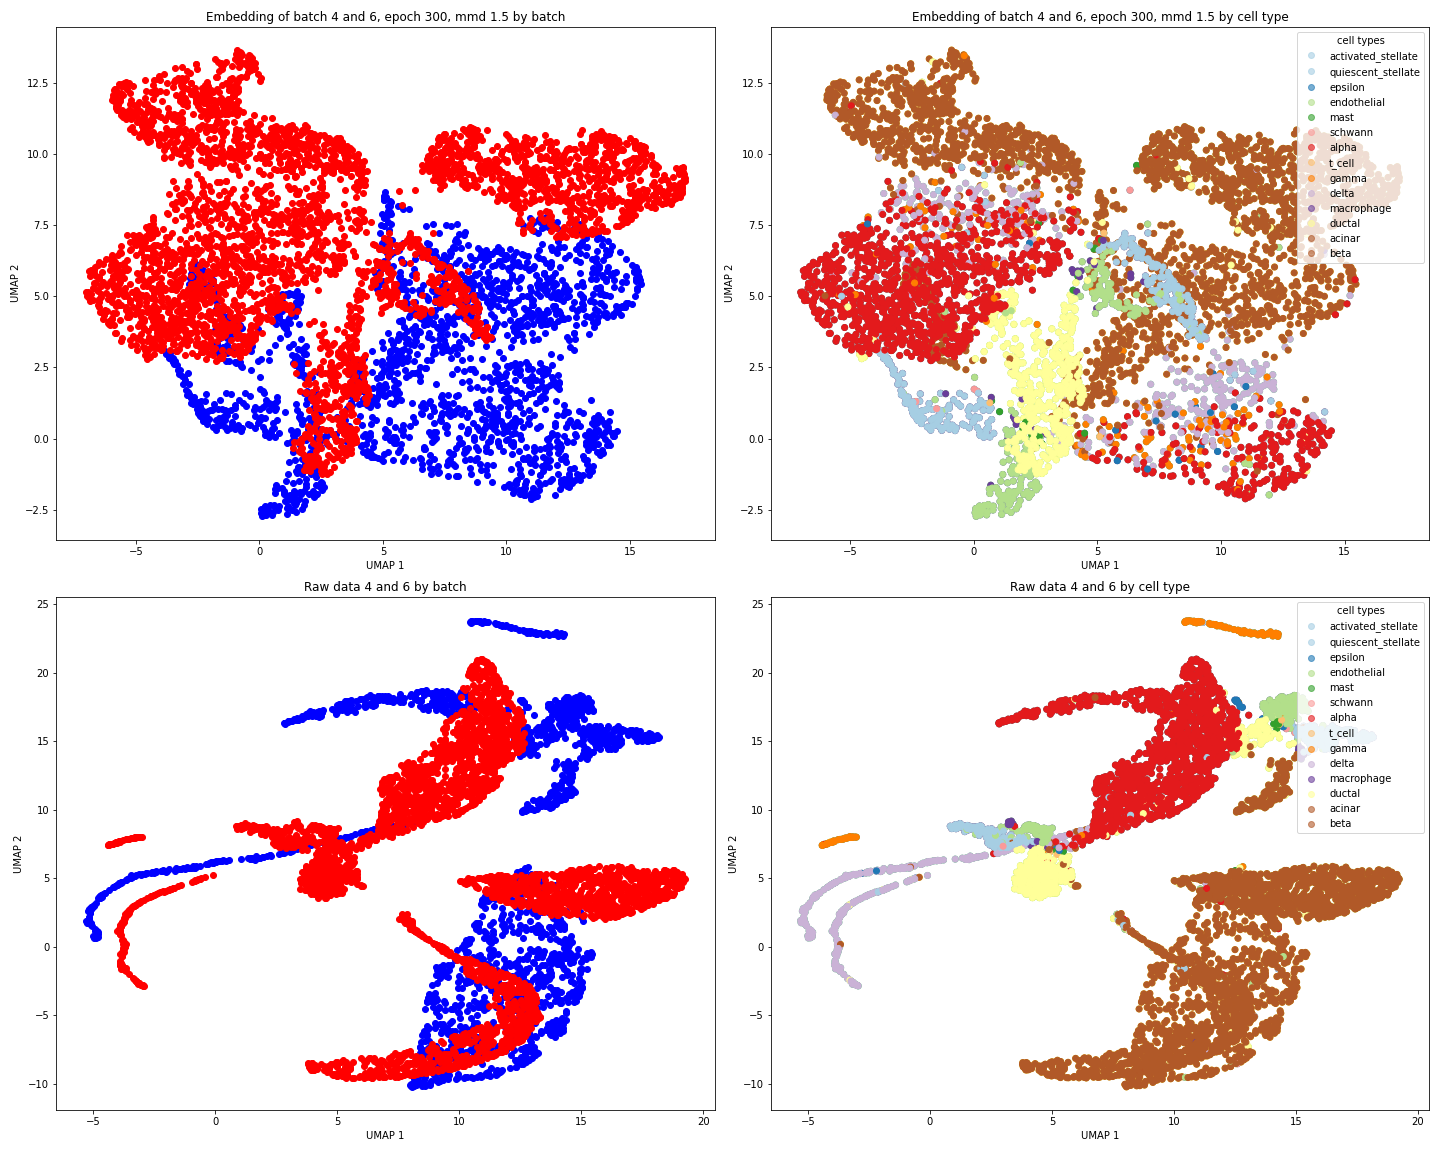 Embedding of batch 4 and 6, epoch 300, mmd 1.5 by batch
12.5
10.0
7.5
5.0
2.5
0.0
−2.5
UMAP 2
−5
0
5
10
15
UMAP 1
Embedding of batch 4 and 6, epoch 300, mmd 1.5 by cell type
12.5
10.0
7.5
5.0
2.5
0.0
−2.5
UMAP 2
−5
0
5
10
15
UMAP 1
cell types
activated_stellate
quiescent_stellate
epsilon
endothelial
mast
schwann
alpha
t_cell
gamma
delta
macrophage
ductal
acinar
beta
Raw data 4 and 6 by batch
25
20
15
10
5
0
−5
−10
UMAP 2
−5
0
5
10
15
20
UMAP 1
Raw data 4 and 6 by cell type
25
20
15
10
5
0
−5
−10
UMAP 2
−5
0
5
10
15
20
UMAP 1
cell types
activated_stellate
quiescent_stellate
epsilon
endothelial
mast
schwann
alpha
t_cell
gamma
delta
macrophage
ductal
acinar
beta